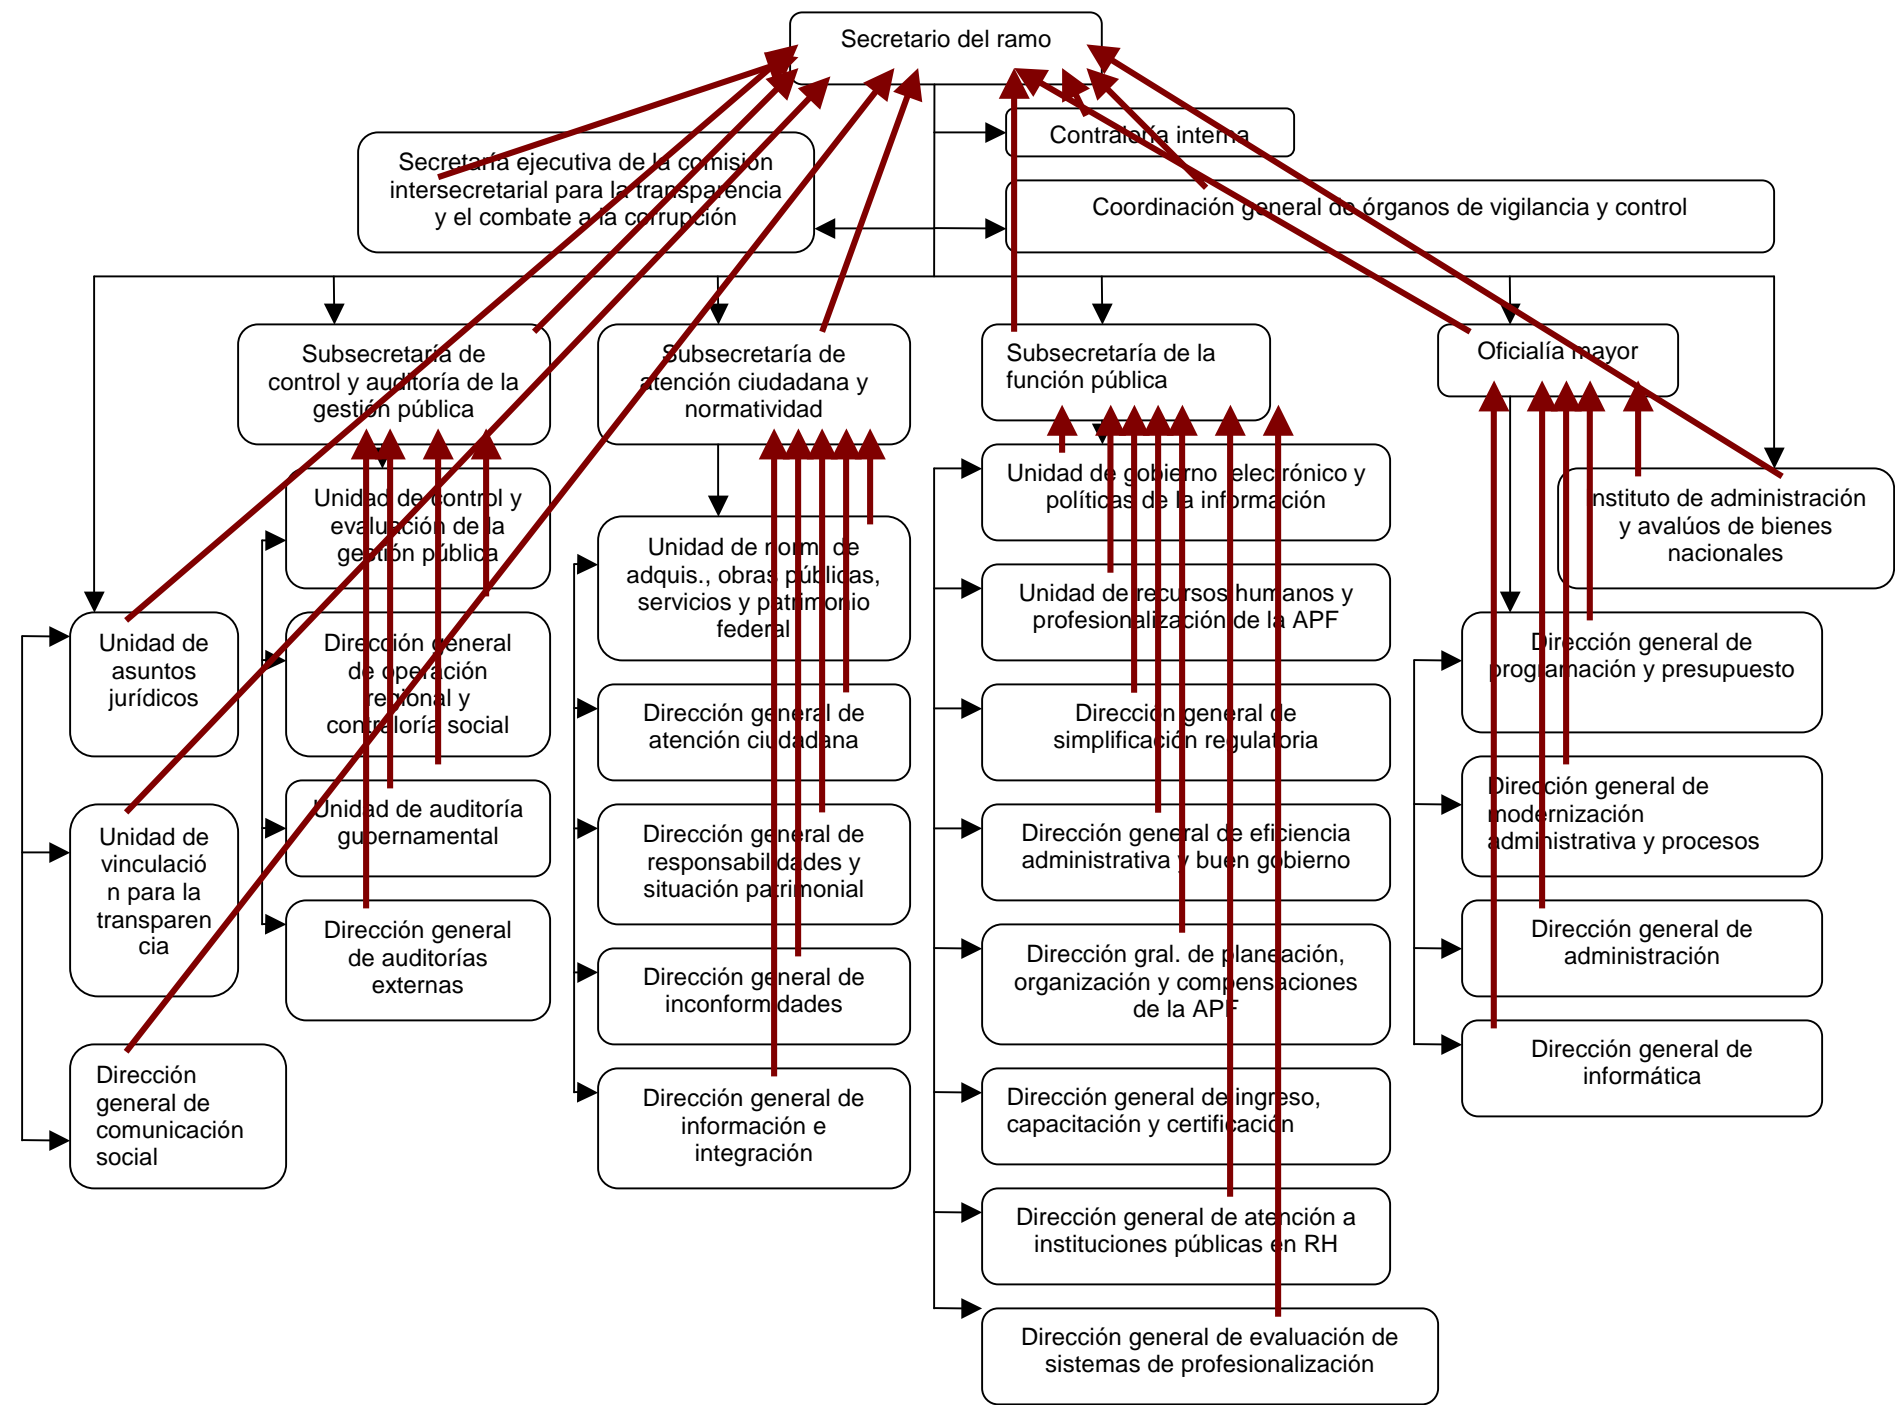 Secretario del ramo
Contraloría interna
Secretaría ejecutiva de la comisión
intersecretarial para la transparencia
y el combate a la corrupción
Coordinación general de órganos de vigilancia y control
Subsecretaría de
control y auditoría de la
gestión pública
Subsecretaría de
atención ciudadana y
normatividad
Subsecretaría de la
función pública
Oficialía mayor
Unidad de control y
evaluación de la
gestión pública
Dirección general
de operación
regional y
contraloría social
Unidad de auditoría
gubernamental
Dirección general
de auditorías
externas
Unidad de
asuntos
jurídicos
Unidad de
vinculació
n para la
transparen
cia
Dirección
general de
comunicación
social
Unidad de norm. de
adquis., obras públicas,
servicios y patrimonio
federal
Dirección general de
atención ciudadana
Dirección general de
responsabilidades y
situación patrimonial
Dirección general de
inconformidades
Dirección general de
información e
integración
Unidad de gobierno electrónico y
políticas de la información
Unidad de recursos humanos y
profesionalización de la APF
Dirección general de
simplificación regulatoria
Dirección general de eficiencia
administrativa y buen gobierno
Dirección gral. de planeación,
organización y compensaciones
de la APF
Dirección general de ingreso,
capacitación y certificación
Dirección general de atención a
instituciones públicas en RH
Dirección general de evaluación de
sistemas de profesionalización
Instituto de administración
y avalúos de bienes
nacionales
Dirección general de
programación y presupuesto
Dirección general de
modernización
administrativa y procesos
Dirección general de
administración
Dirección general de
informática